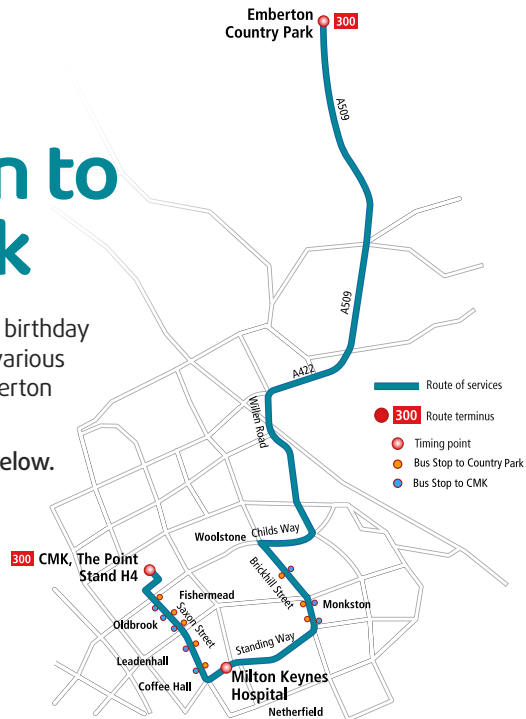 Emberton
Country Park
300
A509
n to
k
birthday
various
erton
elow.
A509
A422
Willen Road
Route of services
300 Route terminus
Timing point
Bus Stop to Country Park
Bus Stop to CMK
Woolstone
Childs Way
300 CMK, The Point
Stand H4
Brickhill Street
Fishermead
Monkston
Oldbrook
Saxon Street
Standing Way
Leadenhall
Coffee Hall
Milton Keynes
Hospital
Netherfield